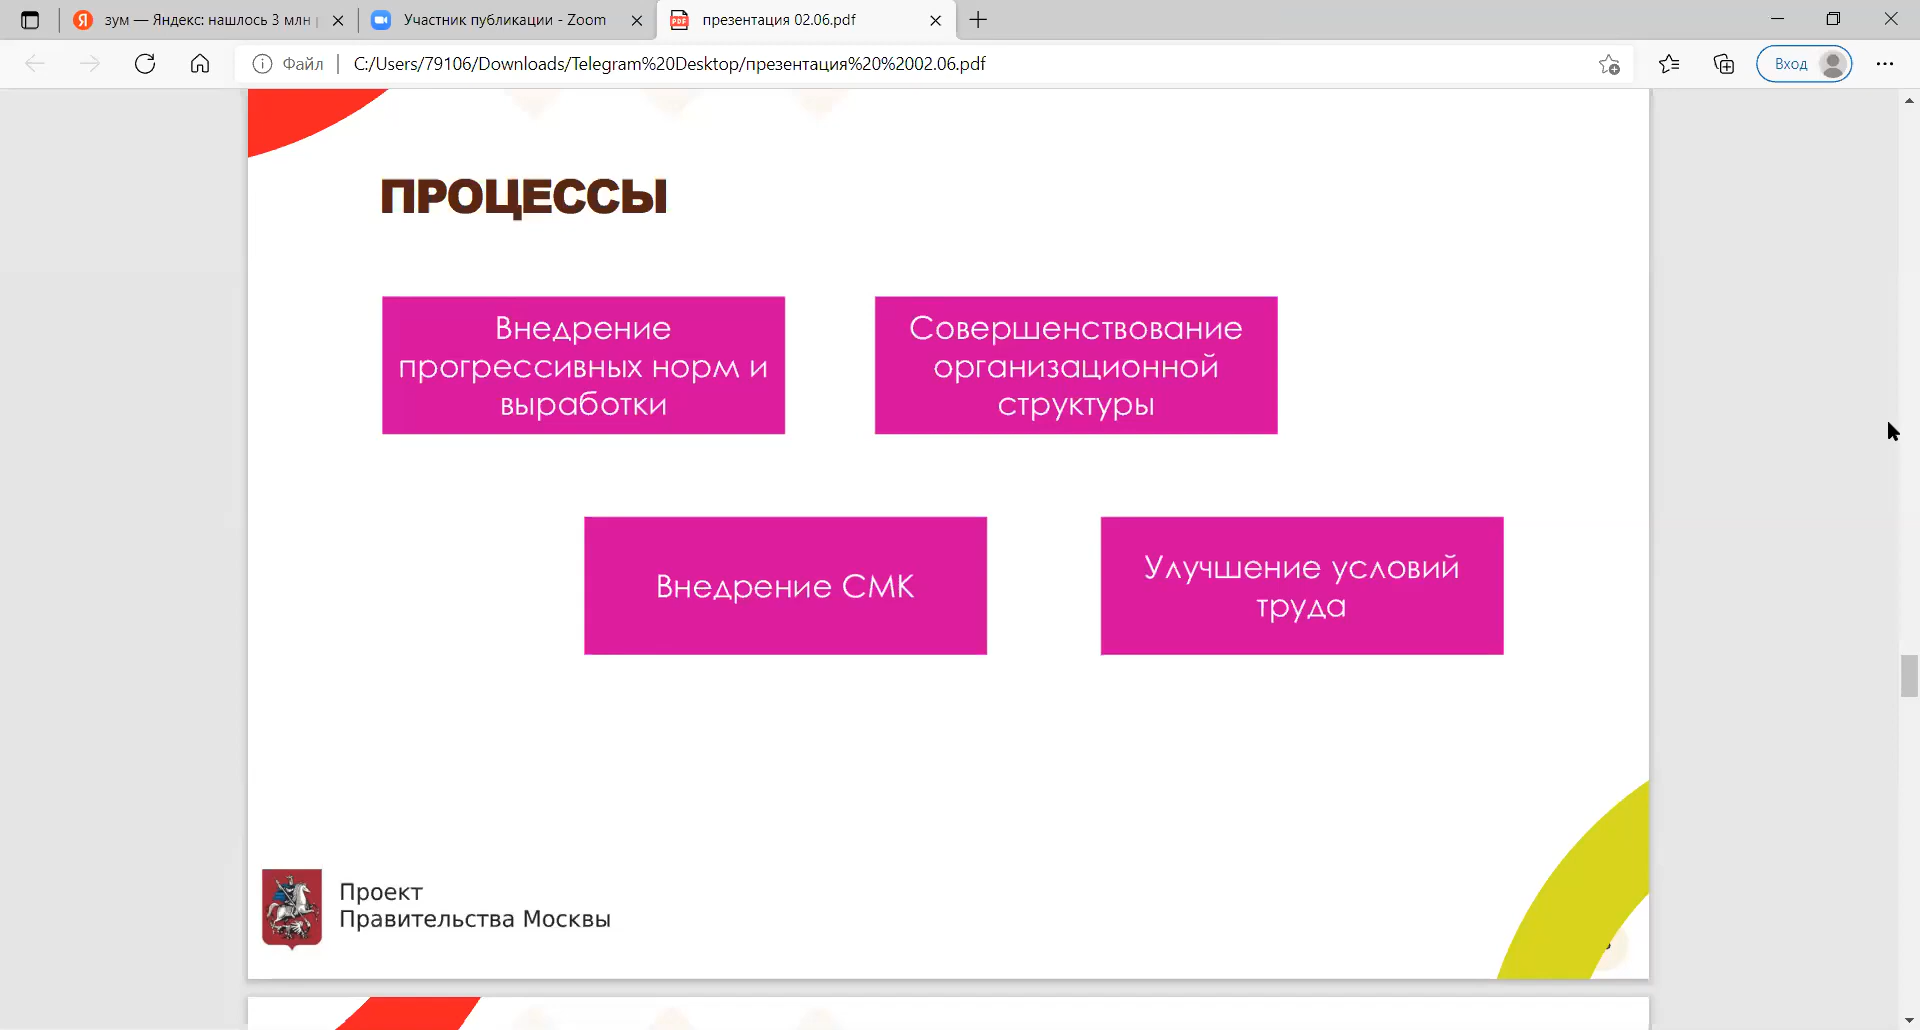 зум — Яндекс: нашлось 3 млн
Участник публикации - Zoom
презентация 02.06.pdf
Файл
C:/Users/79106/Downloads/Telegram%20Desktop/презентация%20%2002.06.pdf
Вход
ПРОЦЕССЫ
Внедрение
прогрессивных норм и
выработки
Совершенствование
организационной
структуры
Внедрение СМК
Улучшение условий
труда
Проект
Правительства Москвы